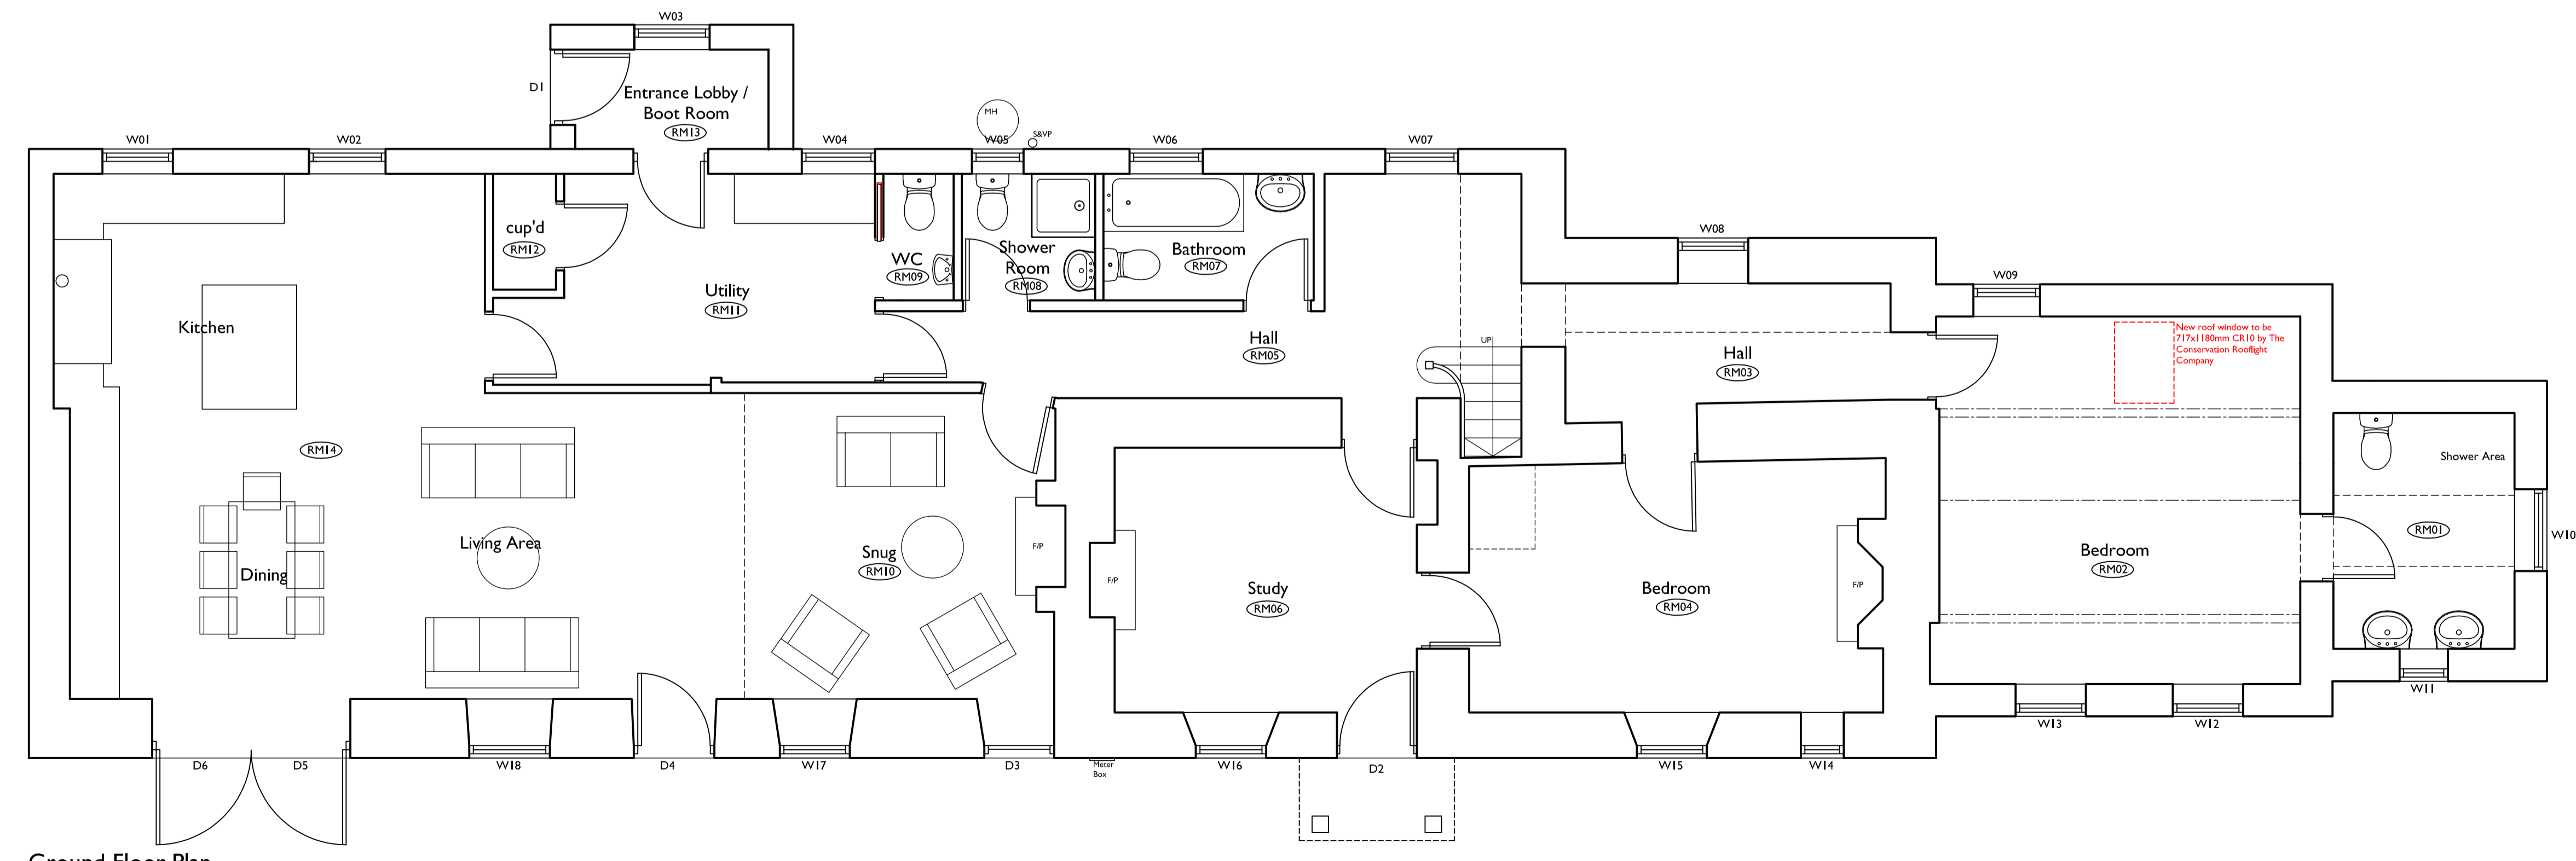 W03
D1
Entrance Lobby /
Boot Room
RM13
MH
S&VP
W01
W02
W04
W05
W06
W07
cup'd
RM12
WC
RM09
Shower
Room
RM08
Bathroom
RM07
W08
W09
Utility
RM11
Kitchen
Hall
RM05
UP
Hall
RM03
New roof window to be
717x1180mm CR10 by The
Conservation Rooflight
Company
RM14
Shower Area
Living Area
Snug
RM10
F/P
F/P
Study
RM06
Bedroom
RM04
F/P
Bedroom
RM02
RM01
W10
Dining
W11
W13
W12
D6
D5
W18
D4
W17
D3
Meter
Box
W16
D2
W15
W14
Ground Floor Plan